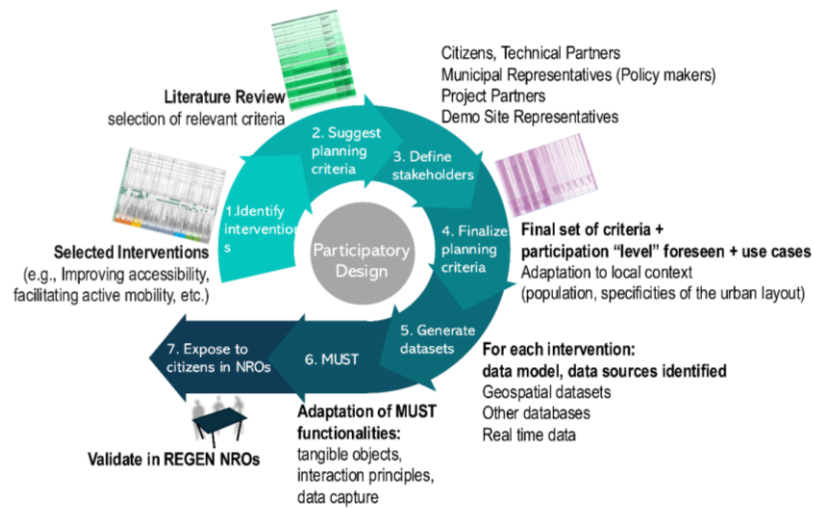 Literature Review
selection of relevant criteria
Citizens, Technical Partners
Municipal Representatives (Policy makers)
Project Partners
Demo Site Representatives
2. Suggest
planning
criteria
3. Define
stakeholders
1.Identify
intervention
s
Selected Interventions
(e.g., Improving accessibility,
facilitating active mobility, etc.)
Participatory
Design
4. Finalize
planning
criteria
Final set of criteria +
participation “level” foreseen + use cases
Adaptation to local context
(population, specificities of the urban layout)
5. Generate
datasets
For each intervention:
data model, data sources identified
Geospatial datasets
Other databases
Real time data
6. MUST
Adaptation of MUST
functionalities:
tangible objects,
interaction principles,
data capture
7. Expose to
citizens in NROs
Validate in REGEN NROs